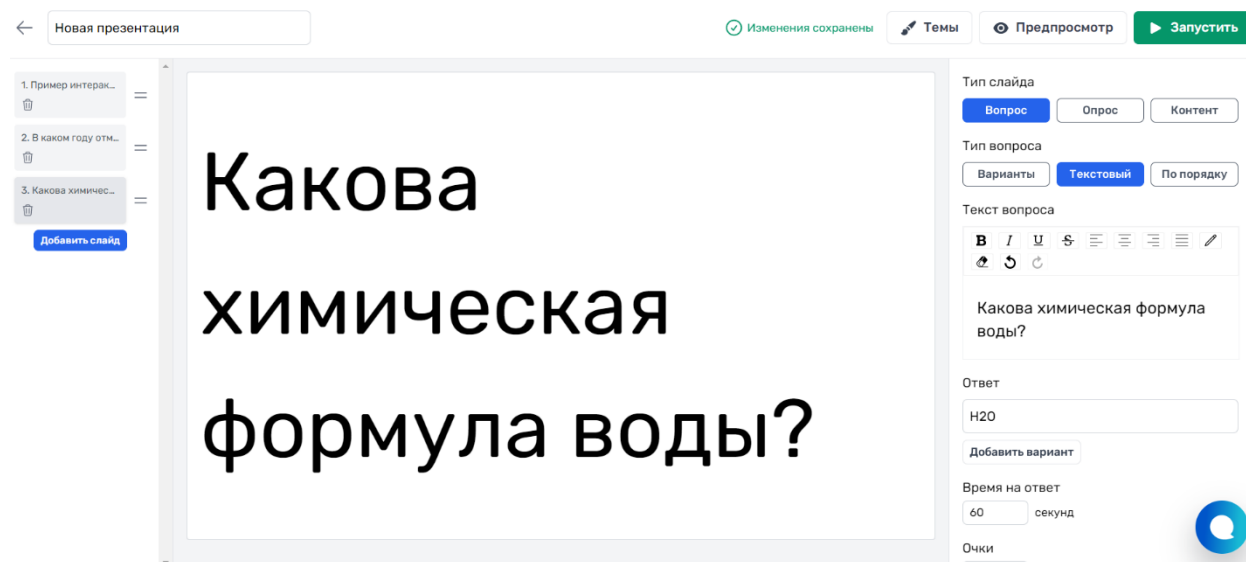 Новая презентация
Изменения сохранены
Темы
Предпросмотр
Запустить
1. Пример интерак...
2. В каком году отм...
3. Какова химичес...
Добавить слайд
Какова
химическая
формула воды?
Тип слайда
Вопрос Опрос Контент
Тип вопроса
Варианты Текстовый По порядку
Текст вопроса
B I U S
Какова химическая формула
воды?
Ответ
H2O
Добавить вариант
Время на ответ
60 секунд
Очки